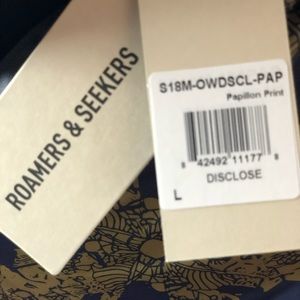 ROAMERS & SEEKERS
S18M-OWDSCL-PAP
Papillon Print
8 42492 11177 8
DISCLOSE
L